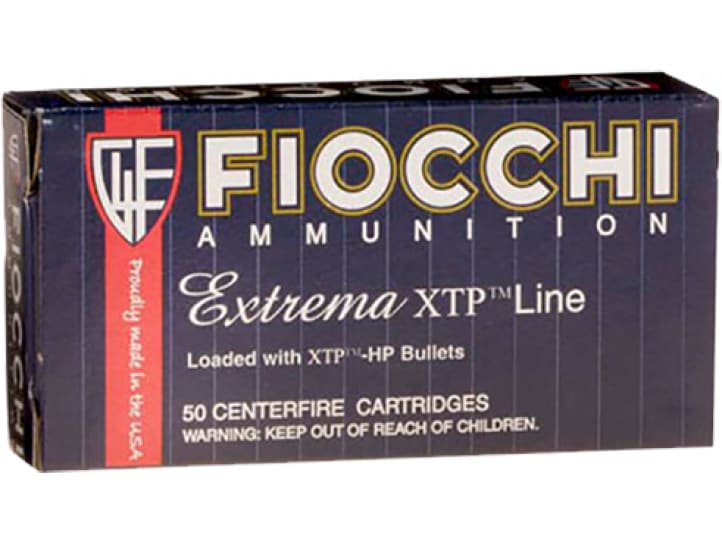 FIOCCHI
FIOCCHI
AMMUNITION
Extrema XTP™ Line
Loaded with XTP™-HP Bullets
50 CENTERFIRE CARTRIDGES
WARNING: KEEP OUT OF REACH OF CHILDREN.
Proudly made in the USA
FIOCCHI